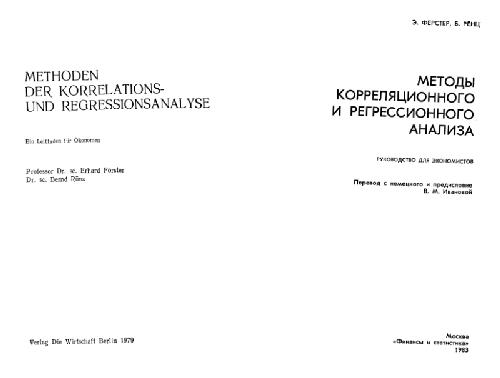 METHODEN
DER KORRELATIONS-
UND REGRESSIONSANALYSE
Ein Leitfaden für Ökonomen
Professor Dr. sc. Erhard Förster
Dr. sc. Bernd Rönz
Verlag Die Wirtschaft Berlin 1979
Э. ФЁРСТЕР, Б. РЁНЦ
МЕТОДЫ
КОРРЕЛЯЦИОННОГО
И РЕГРЕССИОННОГО
АНАЛИЗА
РУКОВОДСТВО ДЛЯ ЭКОНОМИСТОВ
Перевод с немецкого и предисловие
В. М. Ивановой
Москва
«Финансы и статистика»
1983